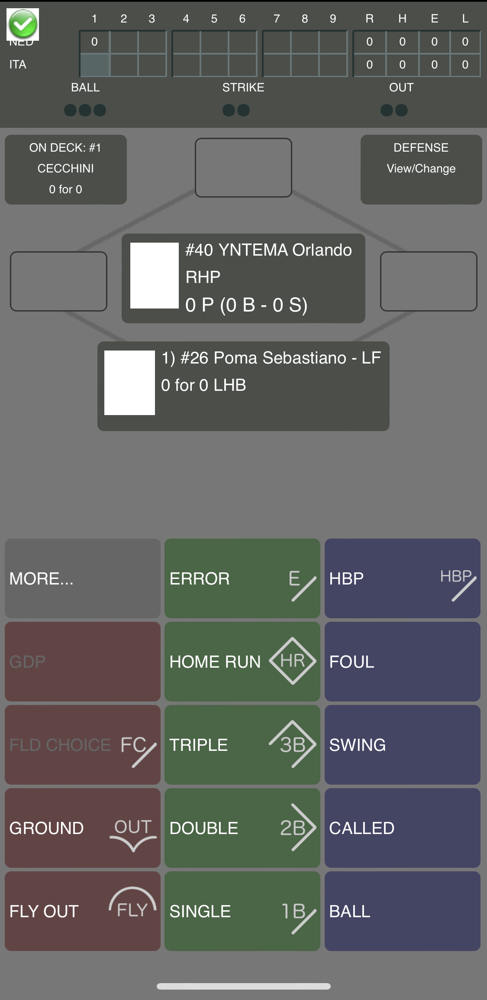 1 2 3 4 5 6 7 8 9 R H E L
NED 0 0 0 0 0
ITA 0 0 0 0
BALL STRIKE OUT
ON DECK: #1
CECCHINI
0 for 0
DEFENSE
View/Change
#40 YNTEMA Orlando
RHP
0 P (0 B - 0 S)
1) #26 Poma Sebastiano - LF
0 for 0 LHB
MORE...
ERROR E
HBP HBP
GDP
HOME RUN HR
FOUL
FLD CHOICE FC
TRIPLE 3B
SWING
GROUND OUT
DOUBLE 2B
CALLED
FLY OUT FLY
SINGLE 1B
BALL